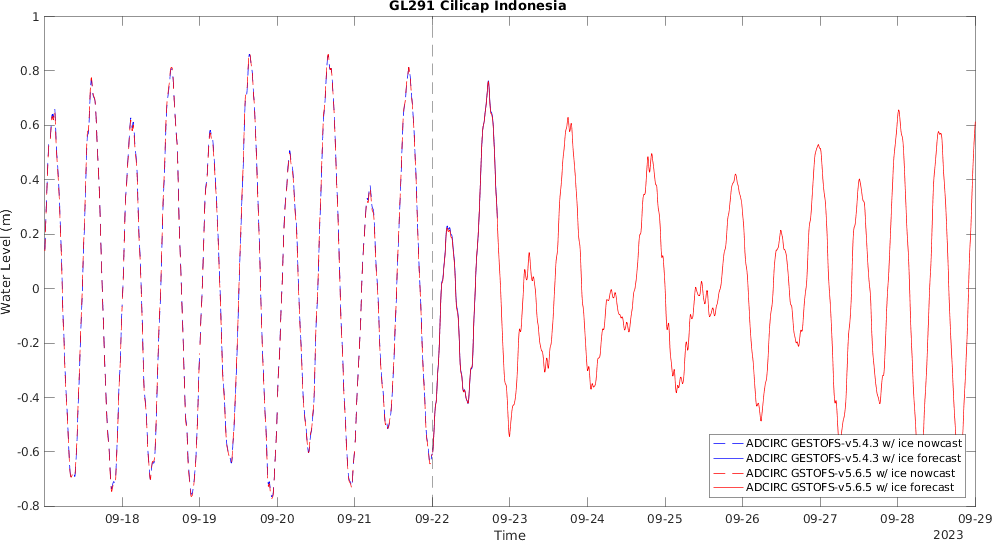 GL291 Cilicap Indonesia
Water Level (m)
1
0.8
0.6
0.4
0.2
0
-0.2
-0.4
-0.6
-0.8
ADCIRC GESTOFS-v5.4.3 w/ ice nowcast
ADCIRC GESTOFS-v5.4.3 w/ ice forecast
ADCIRC GSTOFS-v5.6.5 w/ ice nowcast
ADCIRC GSTOFS-v5.6.5 w/ ice forecast
09-18 09-19 09-20 09-21 09-22 09-23 09-24 09-25 09-26 09-27 09-28 09-29
Time
2023